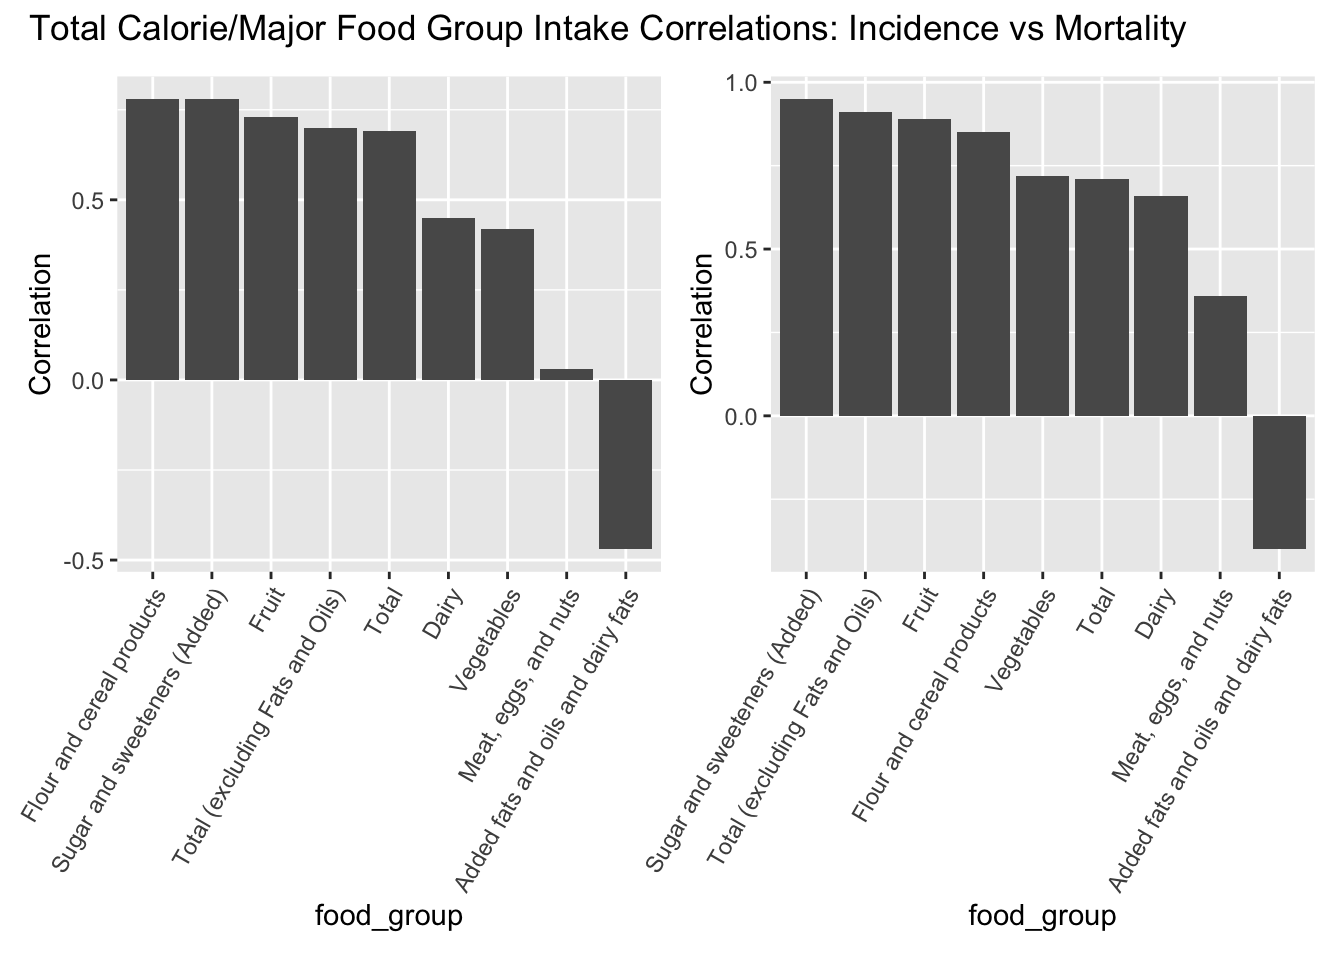 Total Calorie/Major Food Group Intake Correlations: Incidence vs Mortality
Correlation
0.5
0.0
-0.5
Flour and cereal products
Sugar and sweeteners (Added)
Fruit
Total (excluding Fats and Oils)
Total
Dairy
Vegetables
Meat, eggs, and nuts
Added fats and oils and dairy fats
food_group
Correlation
1.0
0.5
0.0
Sugar and sweeteners (Added)
Total (excluding Fats and Oils)
Fruit
Flour and cereal products
Vegetables
Total
Dairy
Meat, eggs, and nuts
Added fats and oils and dairy fats
food_group